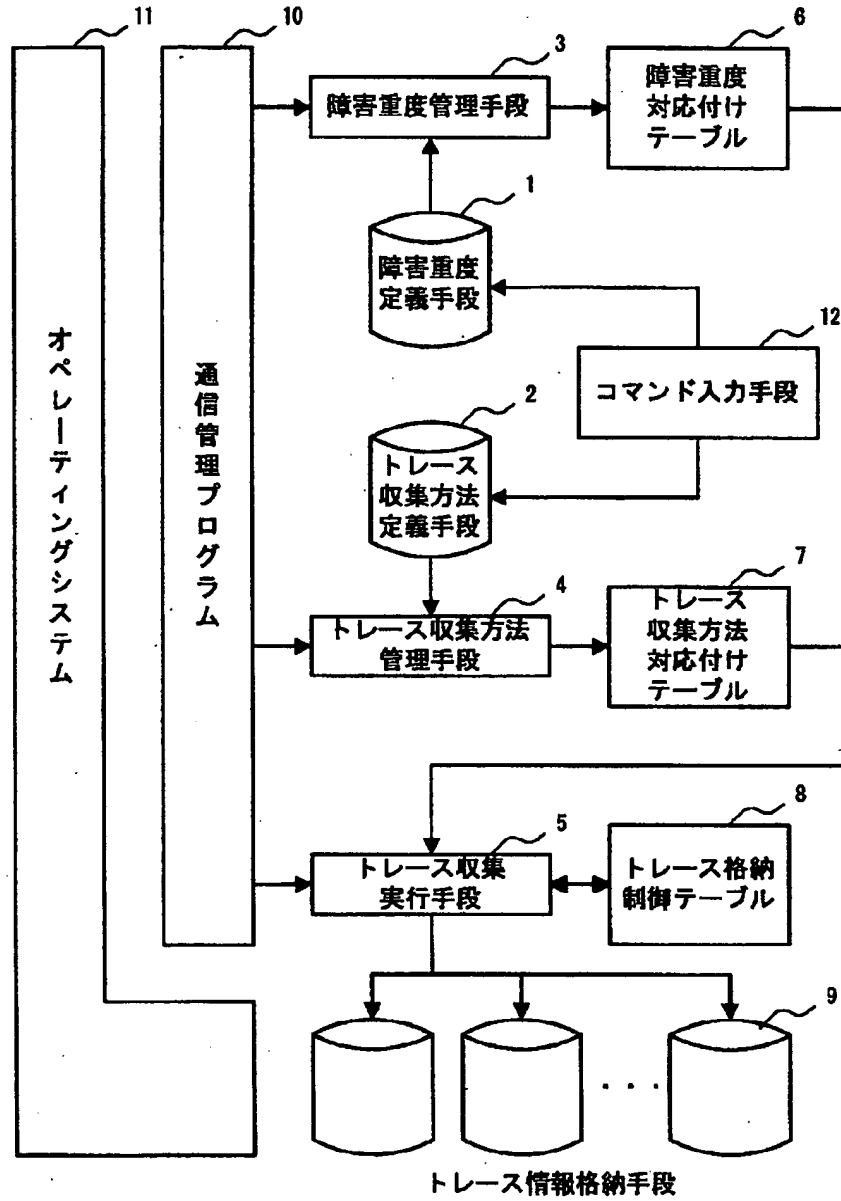 11
10
3
6
障害重度管理手段
障害重度
対応付け
テーブル
1
障害重度
定義手段
12
コマンド入力手段
オペレーティングシステム
通信管理プログラム
2
トレース
収集方法
定義手段
4
トレース収集方法
管理手段
7
トレース
収集方法
対応付け
テーブル
5
トレース収集
実行手段
8
トレース格納
制御テーブル
9
・・・
トレース情報格納手段